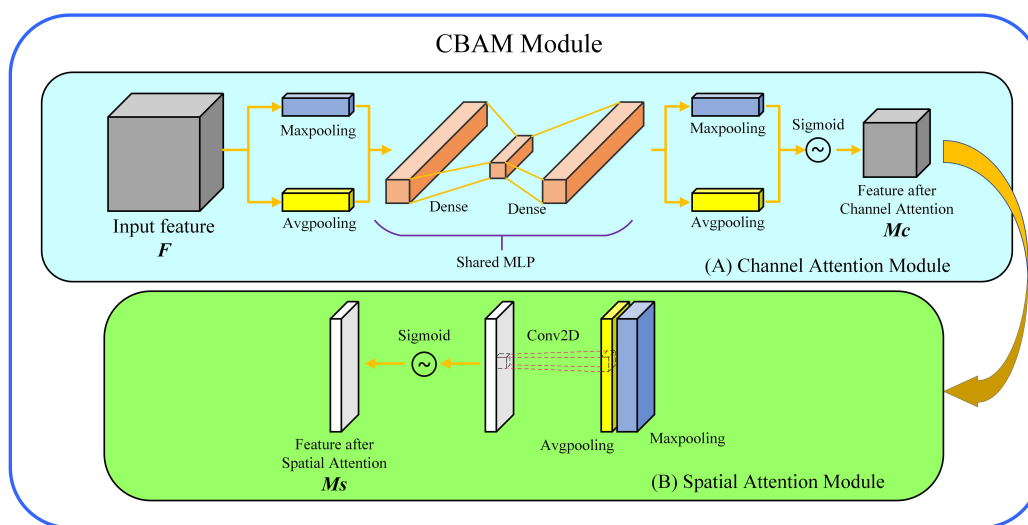 CBAM Module
Input feature
F
Maxpooling
Avgpooling
Dense
Dense
Shared MLP
Maxpooling
Avgpooling
Sigmoid
~
Feature after
Channel Attention
Mc
(A) Channel Attention Module
Feature after
Spatial Attention
Ms
Sigmoid
~
Conv2D
Avgpooling
Maxpooling
(B) Spatial Attention Module